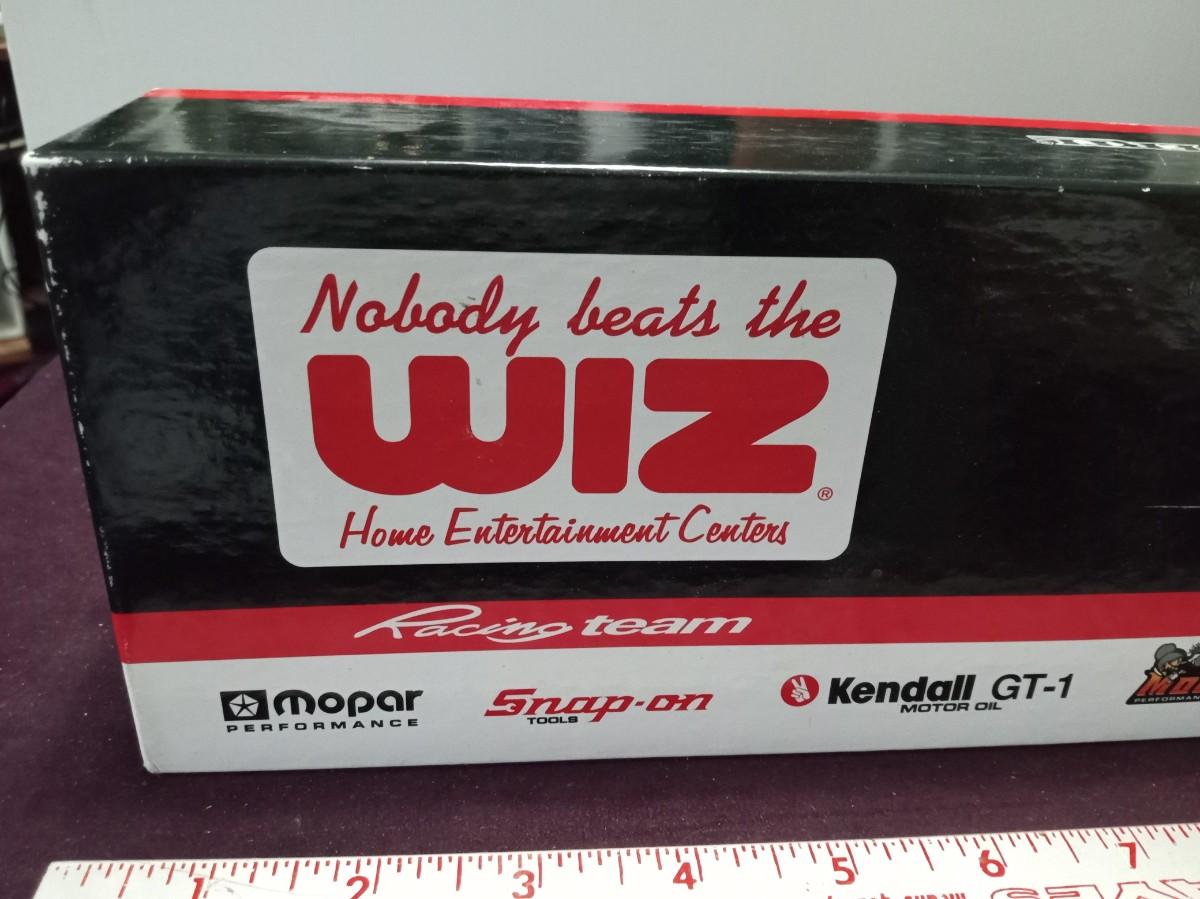 Nobody beats the
WIZ®
Home Entertainment Centers
Racing team
Mopar
PERFORMANCE
Snap-on
TOOLS
Kendall GT-1
MOTOR OIL
1 2 3 4 5 6 7